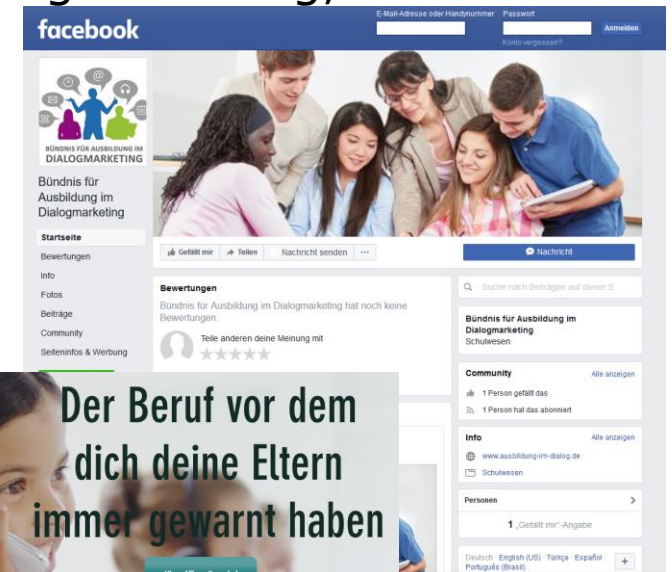 facebook
E-Mail-Adresse oder Handynummer
Passwort
Anmelden
Konto vergessen?
BÜNDNIS FÜR AUSBILDUNG IM
DIALOGMARKETING
Bündnis für
Ausbildung im
Dialogmarketing
Startseite
Bewertungen
Info
Fotos
Beiträge
Community
Seiteninfos & Werbung
Gefällt mir
Teilen
Nachricht senden
Nachricht
Bewertungen
Bündnis für Ausbildung im Dialogmarketing hat noch keine
Bewertungen.
Teile anderen deine Meinung mit
Suche nach Beiträgen auf dieser S
Bündnis für Ausbildung im
Dialogmarketing
Schulwesen
Community
Alle anzeigen
1 Person gefällt das
1 Person hat das abonniert
Info
Alle anzeigen
www.ausbildung-im-dialog.de
Schulwesen
Personen
1 „Gefällt mir“-Angabe
Deutsch · English (US) · Türkçe · Español ·
Português (Brasil)
Der Beruf vor dem
dich deine Eltern
immer gewarnt haben